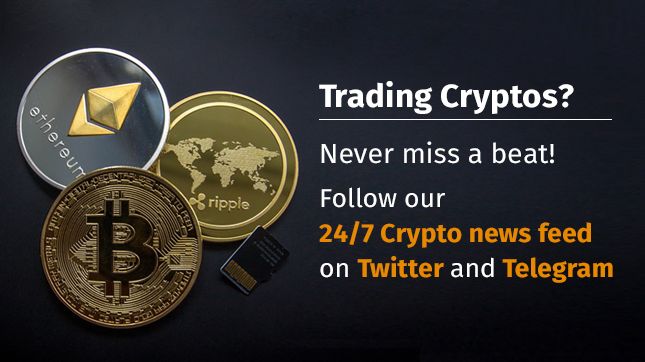 Trading Cryptos?
Never miss a beat!
Follow our
24/7 Crypto news feed
on Twitter and Telegram
ethereum
ripple